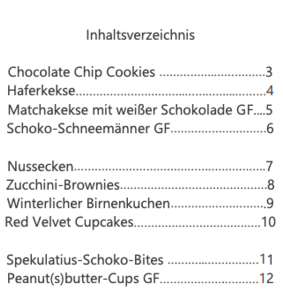 Inhaltsverzeichnis
Chocolate Chip Cookies ..............................3
Haferkekse................................................4
Matchakekse mit weißer Schokolade GF....5
Schoko-Schneemänner GF...........................6
Nussecken..................................................7
Zucchini-Brownies.......................................8
Winterlicher Birnenkuchen..........................9
Red Velvet Cupcakes..................................10
Spekulatius-Schoko-Bites .........................11
Peanut(s)butter-Cups GF...........................12